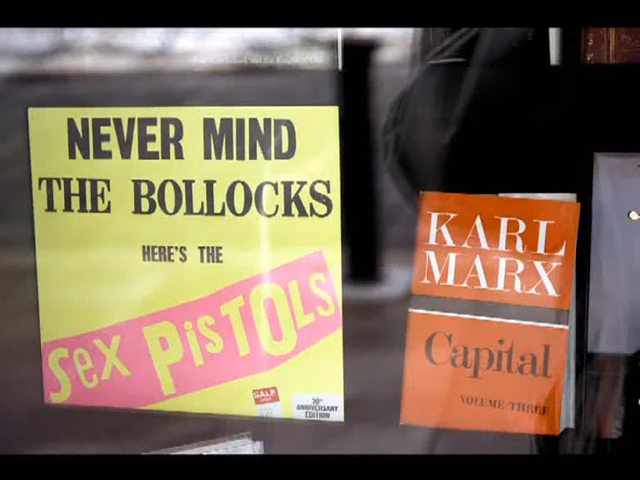 NEVER MIND
THE BOLLOCKS
HERE'S THE
Sex PisTOLs
SALE
30th
ANNIVERSARY
EDITION
KARL
MARX
Capital
VOLUME THREE